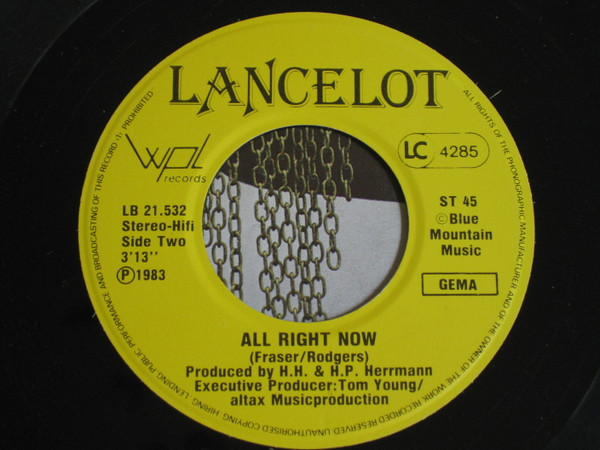 LANCELOT
wpl
records
LC 4285
LB 21.532
Stereo-Hifi
Side Two
3'13''
Ⓟ1983
ST 45
©Blue
Mountain
Music
GEMA
ALL RIGHT NOW
(Fraser/Rodgers)
Produced by H.H. & H.P. Herrmann
Executive Producer:Tom Young/
altax Musicproduction
ALL RIGHTS OF THE PHONOGRAPHIC MANUFACTURER AND OF THE OWNER OF THE WORK RECORDED RESERVED. UNAUTHORISED COPYING. HIRING. LENDING. PUBLIC. PERFORMANCE AND BROADCASTING OF THIS RECORD PROHIBITED